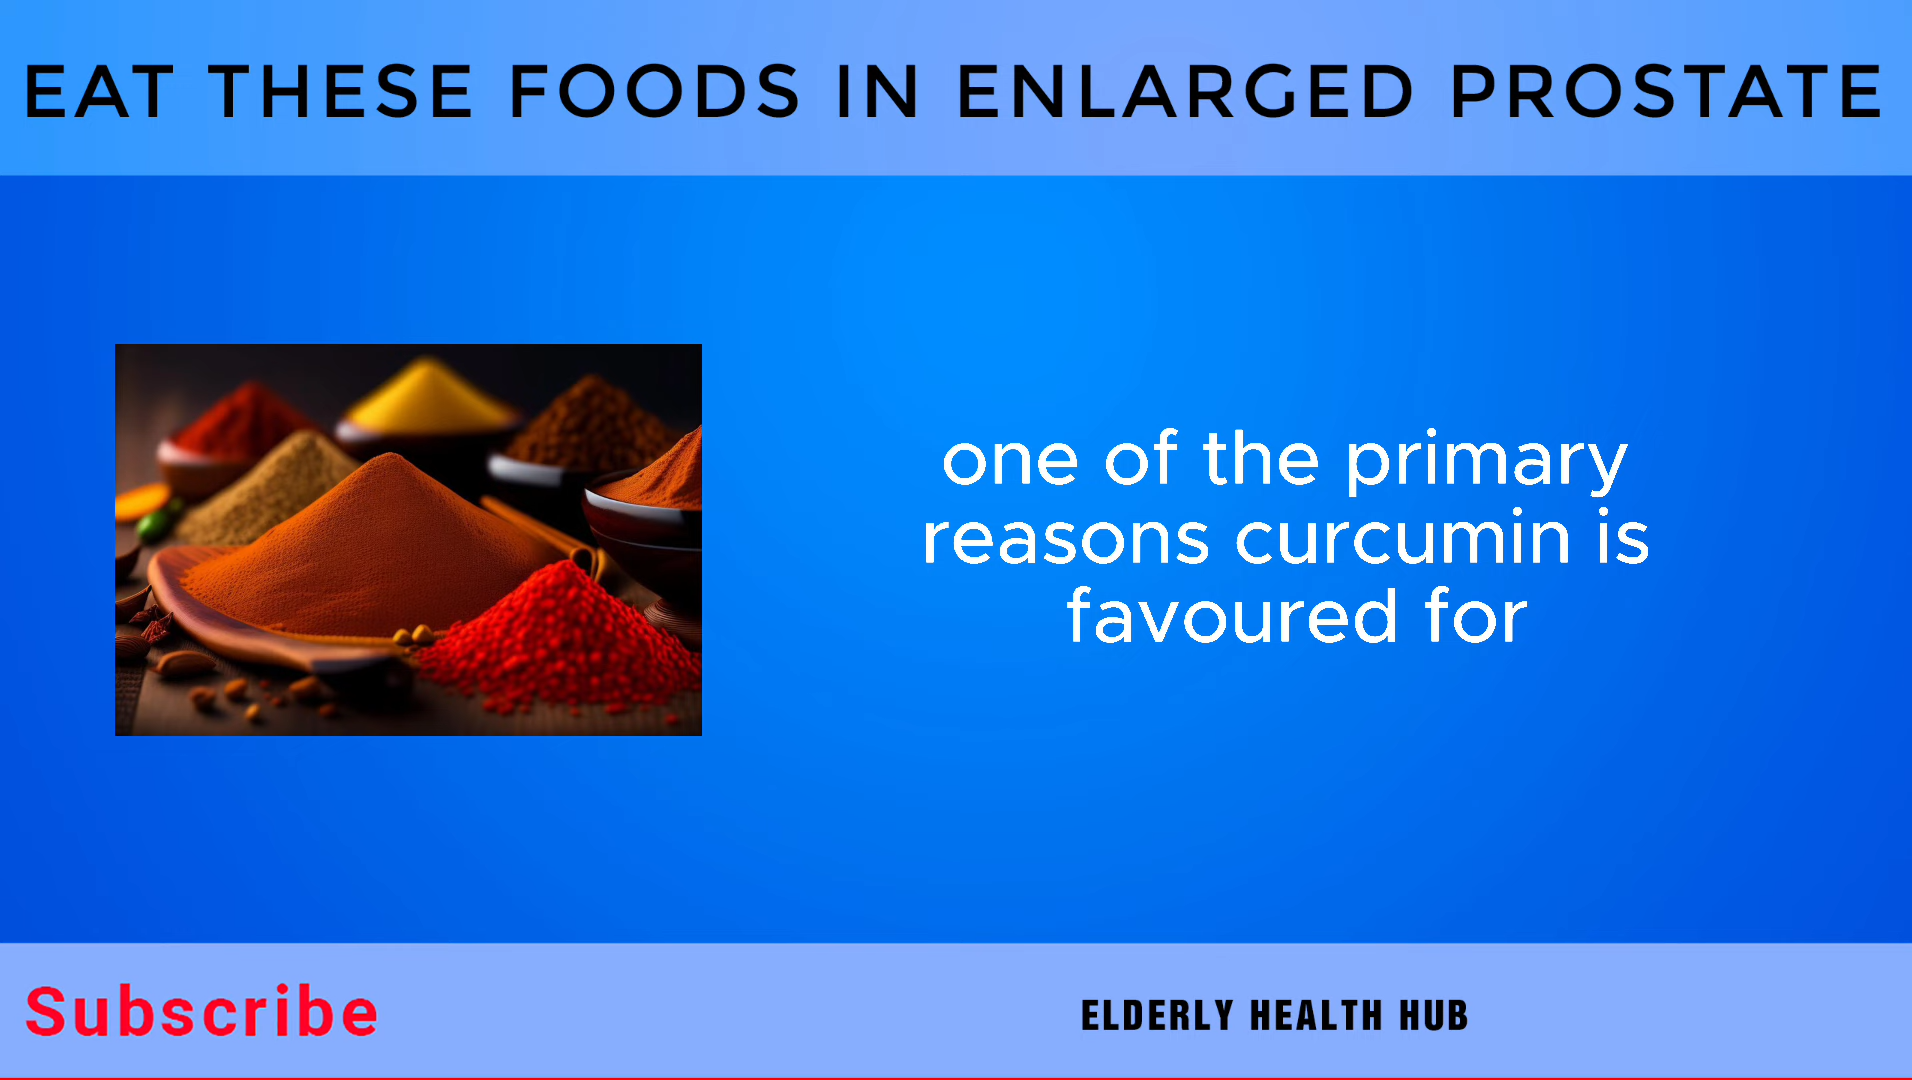 EAT THESE FOODS IN ENLARGED PROSTATE
one of the primary
reasons curcumin is
favoured for
Subscribe
ELDERLY HEALTH HUB